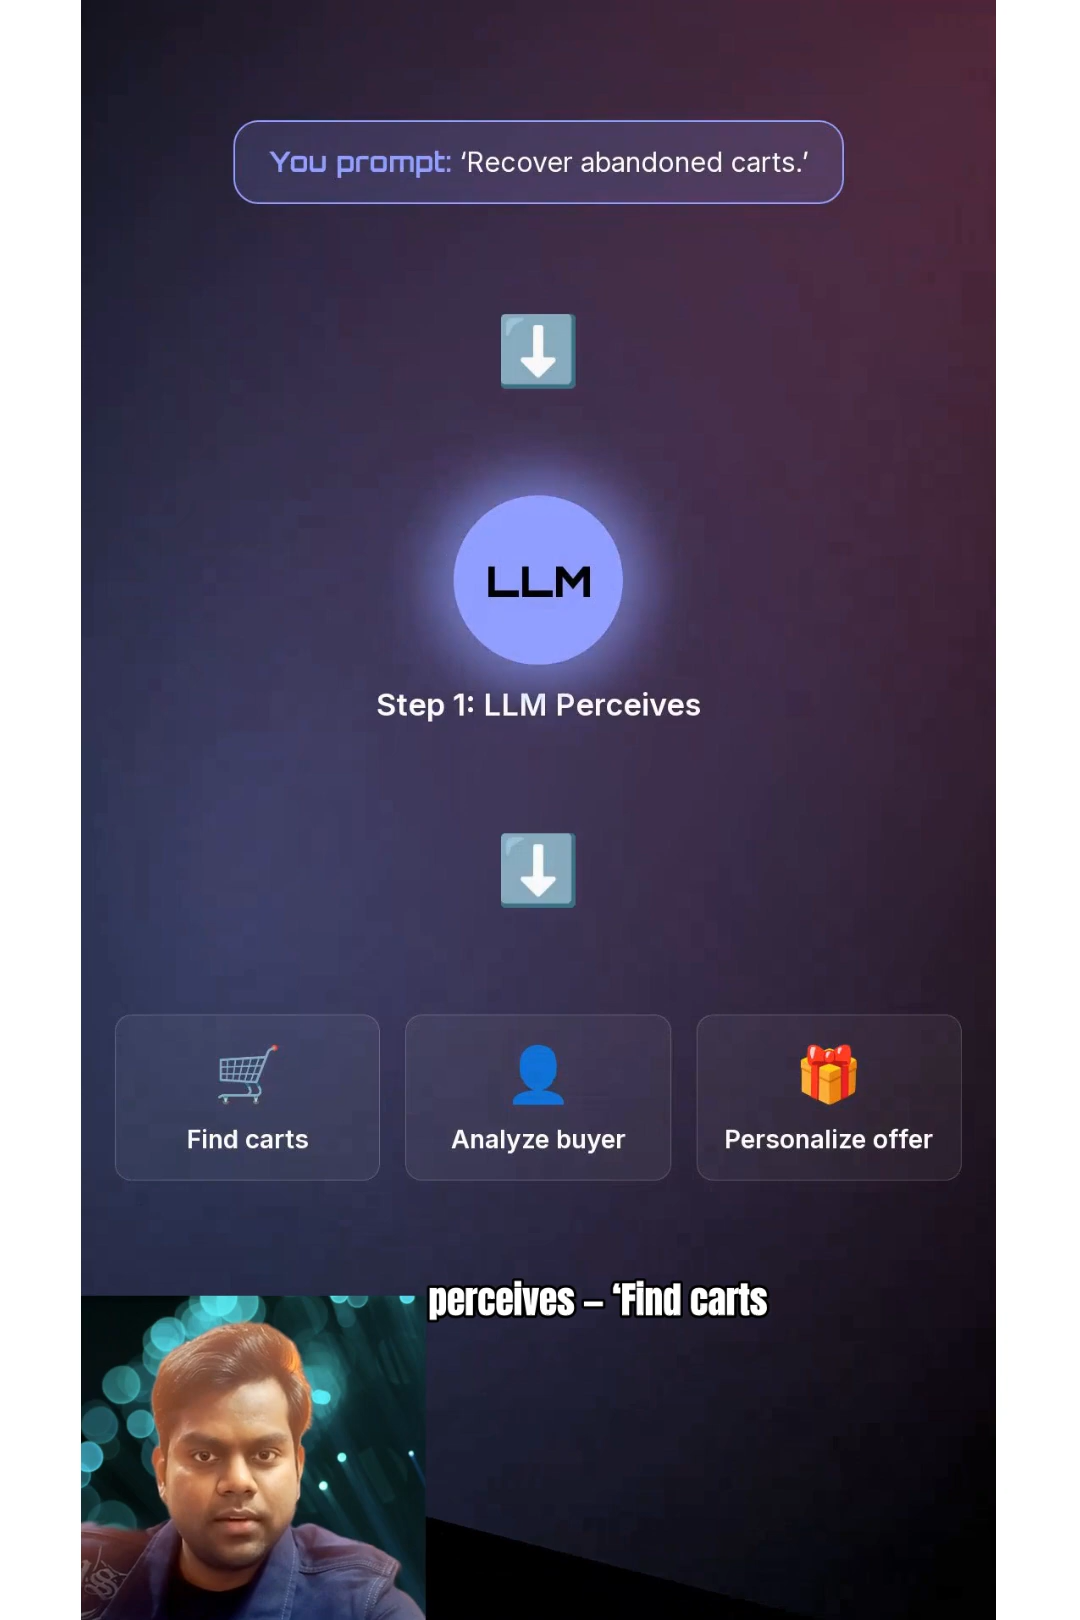 You prompt: ‘Recover abandoned carts.’
LLM
Step 1: LLM Perceives
Find carts
Analyze buyer
Personalize offer
perceives – ‘Find carts